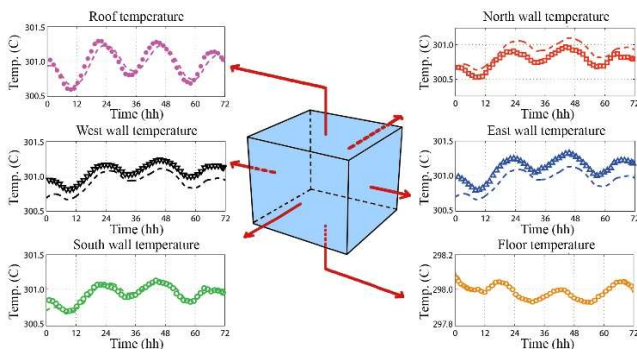 Roof temperature
Temp. (C)
301.5
301.0
300.5
0 12 24 36 48 60 72
Time (hh)
North wall temperature
Temp. (C)
301.0
300.5
0 12 24 36 48 60 72
Time (hh)
West wall temperature
Temp. (C)
301.5
301.0
300.5
0 12 24 36 48 60 72
Time (hh)
East wall temperature
Temp. (C)
301.5
301.0
300.5
0 12 24 36 48 60 72
Time (hh)
South wall temperature
Temp. (C)
301.5
301.0
300.5
0 12 24 36 48 60 72
Time (hh)
Floor temperature
Temp. (C)
298.2
298.0
297.8
0 12 24 36 48 60 72
Time (hh)